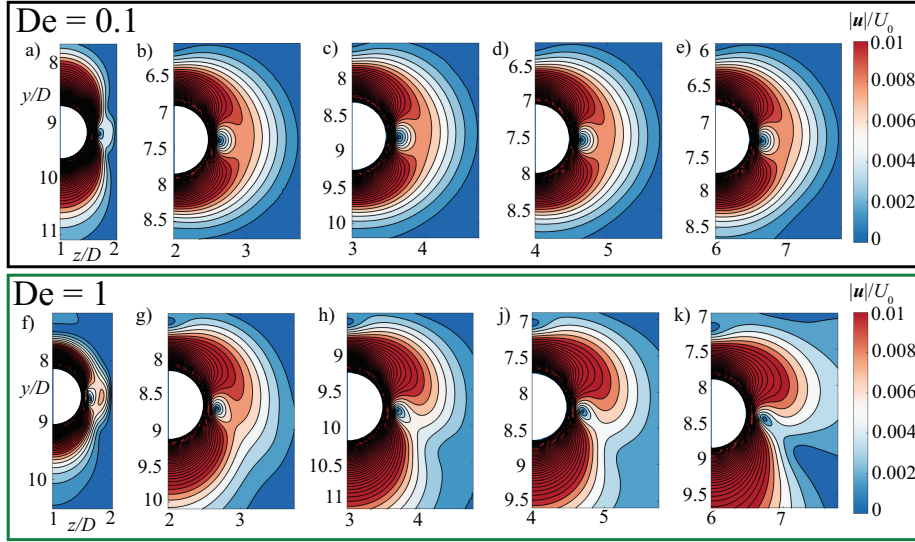 De = 0.1
|u|/U₀
a) b) c) d) e)
8 9 10 11
y/D
1 2
z/D
6.5 7 7.5 8 8.5
2 3
8 8.5 9 9.5 10
3 4
6.5 7 7.5 8 8.5
4 5
6 6.5 7 7.5 8 8.5
6 7
0.01
0.008
0.006
0.004
0.002
0
De = 1
|u|/U₀
f) g) h) j) k)
8 9 10
y/D
1 2
z/D
7.5 8 8.5 9 9.5 10
2 3
9 9.5 10 10.5 11
3 4
7 7.5 8 8.5 9 9.5
4 5
7 7.5 8 8.5 9 9.5
6 7
0.01
0.008
0.006
0.004
0.002
0